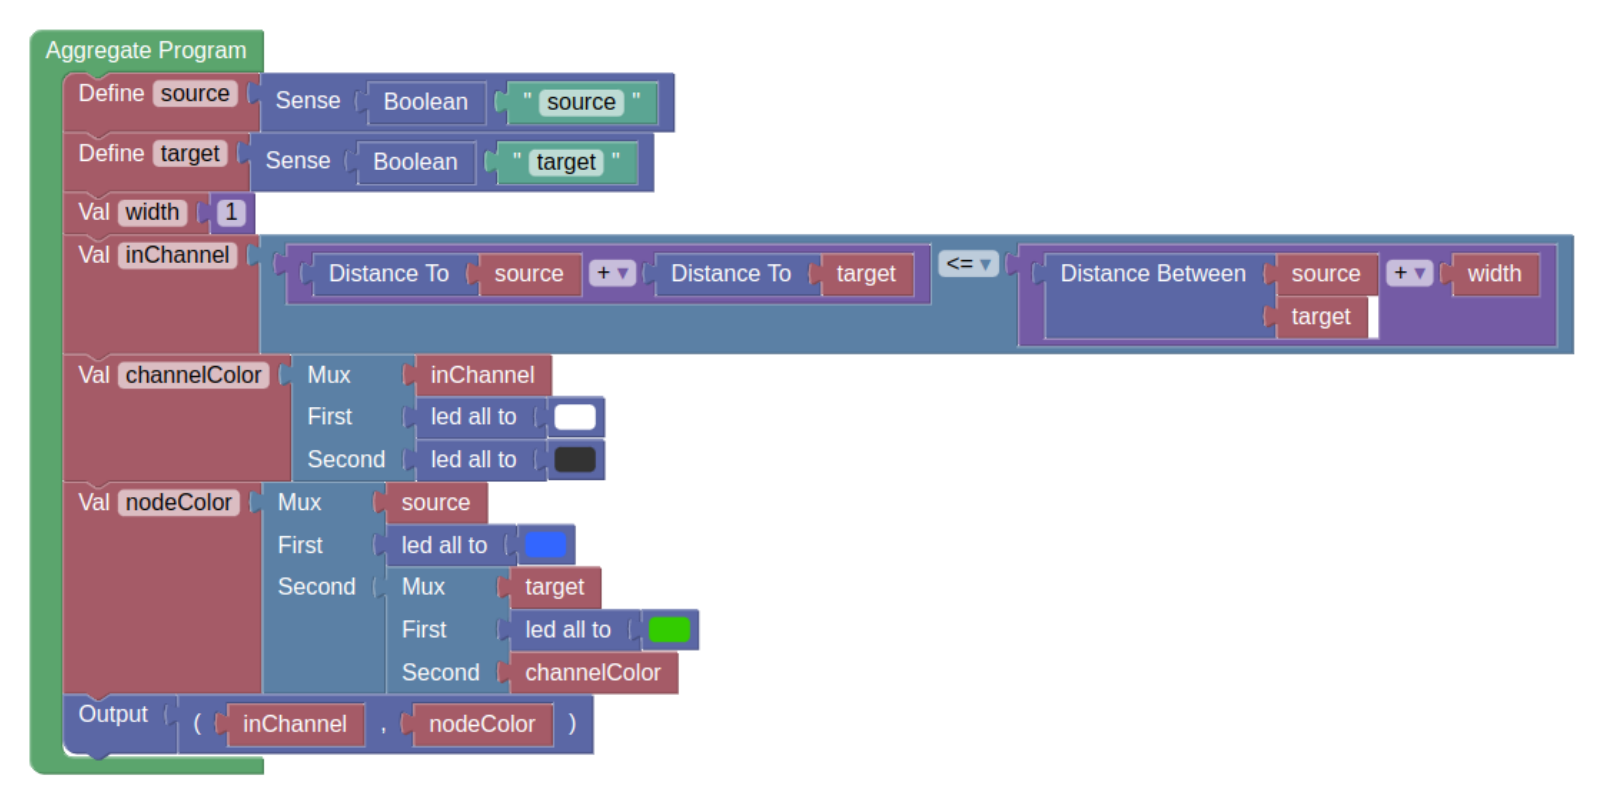 Aggregate Program
Define source Sense Boolean " source "
Define target Sense Boolean " target "
Val width 1
Val inChannel Distance To source + ▾ Distance To target <= ▾ Distance Between source + ▾ width
target
Val channelColor Mux inChannel
First led all to
Second led all to
Val nodeColor Mux source
First led all to
Second Mux target
First led all to
Second channelColor
Output ( inChannel , nodeColor )